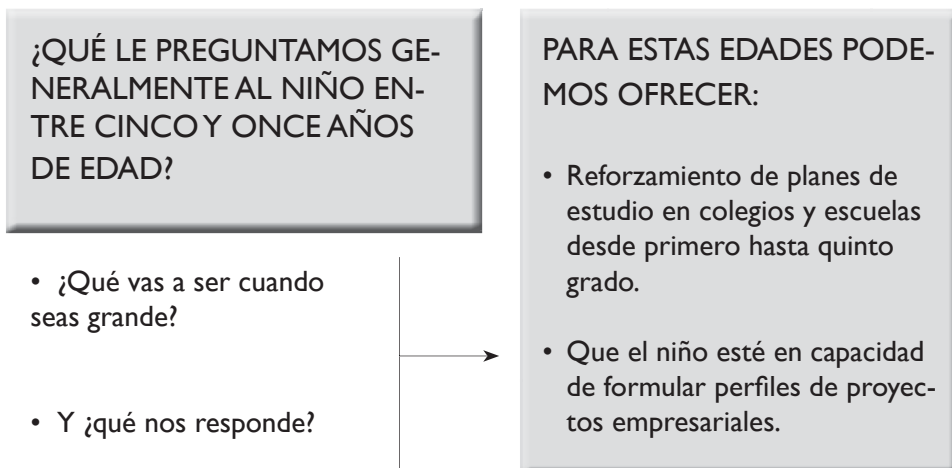 ¿QUÉ LE PREGUNTAMOS GE-
NERALMENTE AL NIÑO EN-
TRE CINCO Y ONCE AÑOS
DE EDAD?
• ¿Qué vas a ser cuando
seas grande?
• Y ¿qué nos responde?
PARA ESTAS EDADES PODE-
MOS OFRECER:
• Reforzamiento de planes de
estudio en colegios y escuelas
desde primero hasta quinto
grado.
• Que el niño esté en capacidad
de formular perfiles de proyec-
tos empresariales.